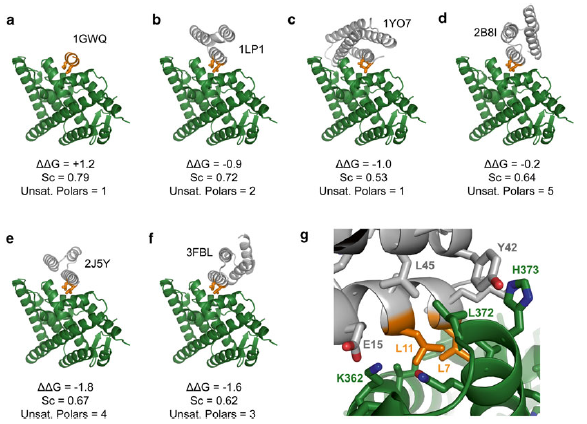 a
1GWQ
ΔΔG = +1.2
Sc = 0.79
Unsat. Polars = 1
b
1LP1
ΔΔG = -0.9
Sc = 0.72
Unsat. Polars = 2
c
1YO7
ΔΔG = -1.0
Sc = 0.53
Unsat. Polars = 1
d
2B8I
ΔΔG = -0.2
Sc = 0.64
Unsat. Polars = 5
e
2J5Y
ΔΔG = -1.8
Sc = 0.67
Unsat. Polars = 4
f
3FBL
ΔΔG = -1.6
Sc = 0.62
Unsat. Polars = 3
g
Y42
L45
H373
L372
E15
L11
L7
K362